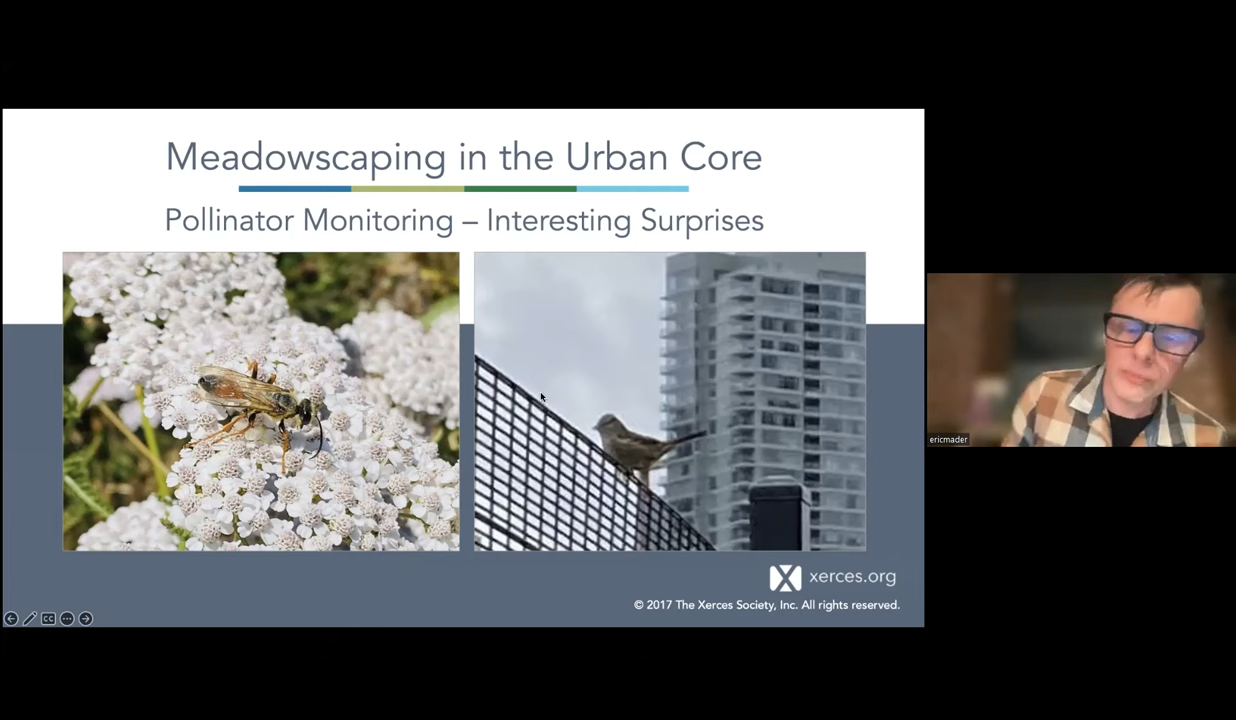 Meadowscaping in the Urban Core
Pollinator Monitoring – Interesting Surprises
ericmader
xerces.org
© 2017 The Xerces Society, Inc. All rights reserved.
CC